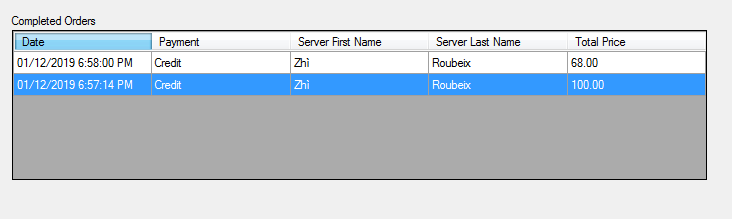 Completed Orders
Date Payment Server First Name Server Last Name Total Price
01/12/2019 6:58:00 PM Credit Zhì Roubeix 68.00
01/12/2019 6:57:14 PM Credit Zhì Roubeix 100.00